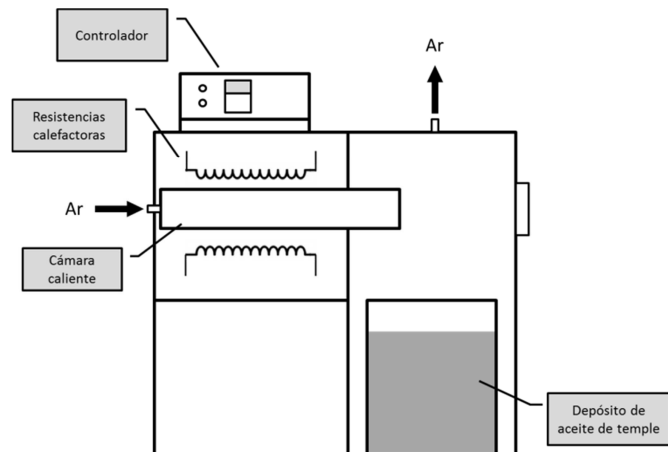 Controlador
Ar
Resistencias
calefactoras
Ar
Cámara
caliente
Depósito de
aceite de temple